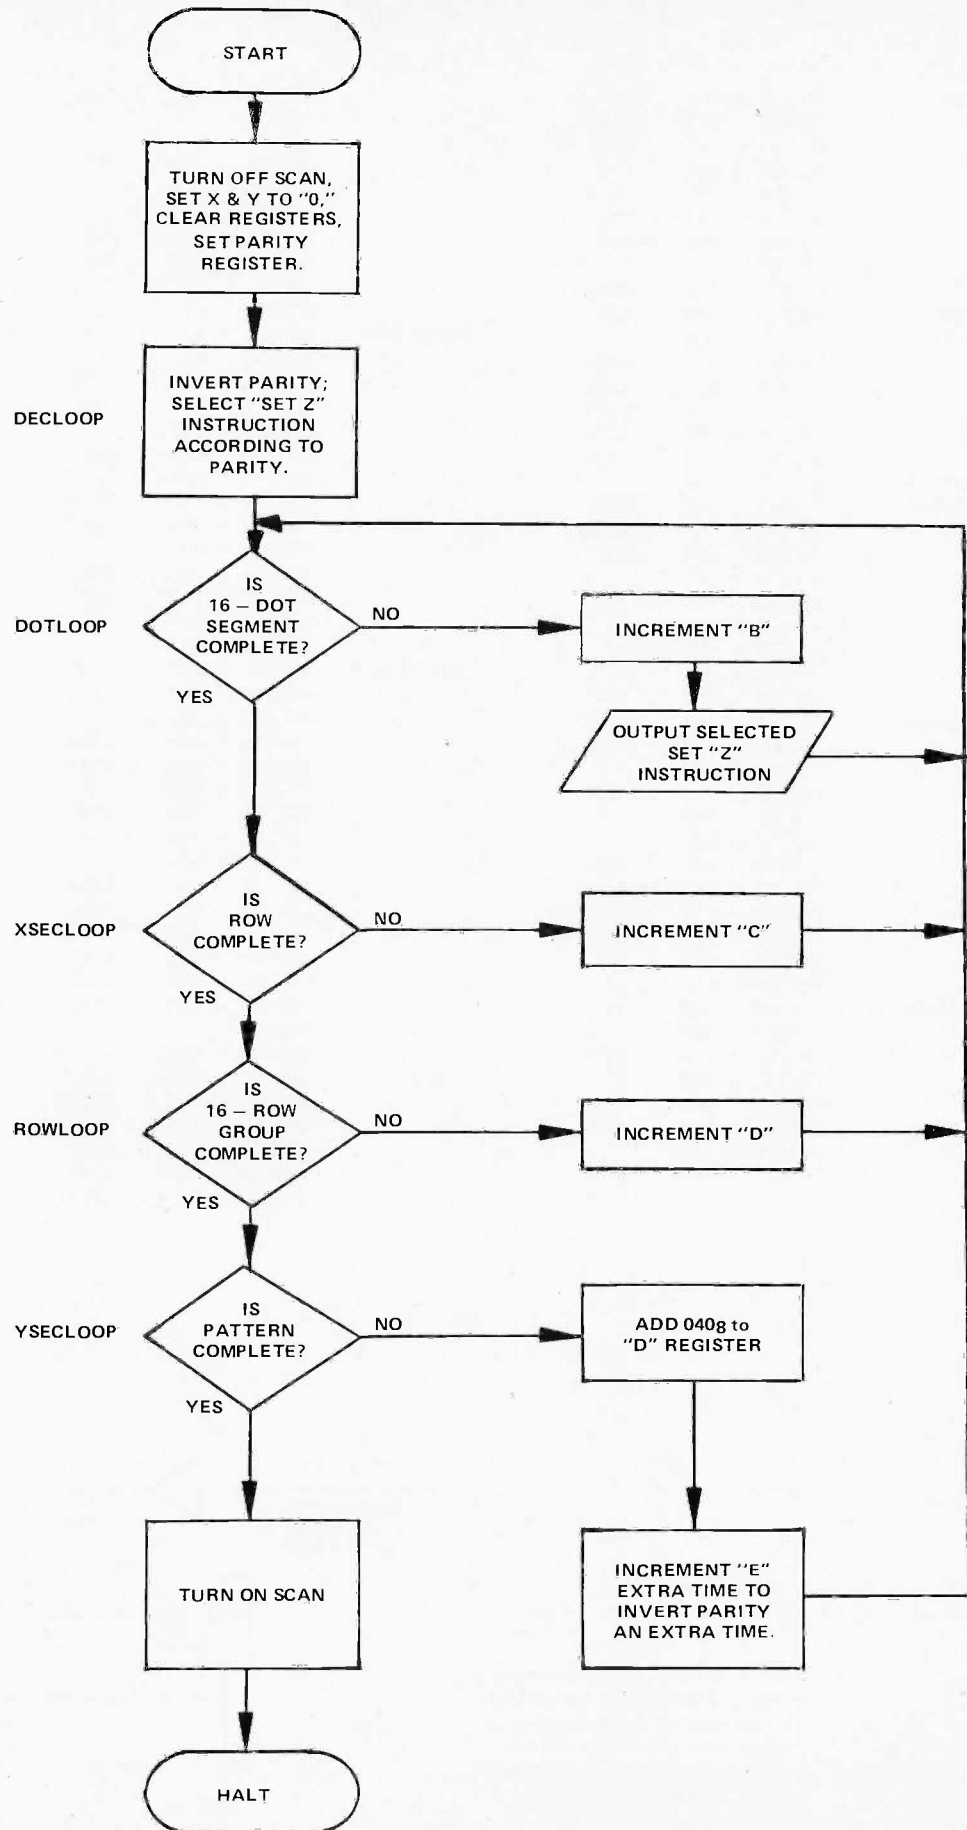 START
TURN OFF SCAN,
SET X & Y TO "0,"
CLEAR REGISTERS,
SET PARITY
REGISTER.
DECLOOP
INVERT PARITY;
SELECT "SET Z"
INSTRUCTION
ACCORDING TO
PARITY.
DOTLOOP
IS
16 – DOT
SEGMENT
COMPLETE?
NO
YES
INCREMENT "B"
OUTPUT SELECTED
SET "Z"
INSTRUCTION
XSECLOOP
IS
ROW
COMPLETE?
NO
YES
INCREMENT "C"
ROWLOOP
IS
16 – ROW
GROUP
COMPLETE?
NO
YES
INCREMENT "D"
YSECLOOP
IS
PATTERN
COMPLETE?
NO
YES
ADD 040₈ to
"D" REGISTER
INCREMENT "E"
EXTRA TIME TO
INVERT PARITY
AN EXTRA TIME.
TURN ON SCAN
HALT